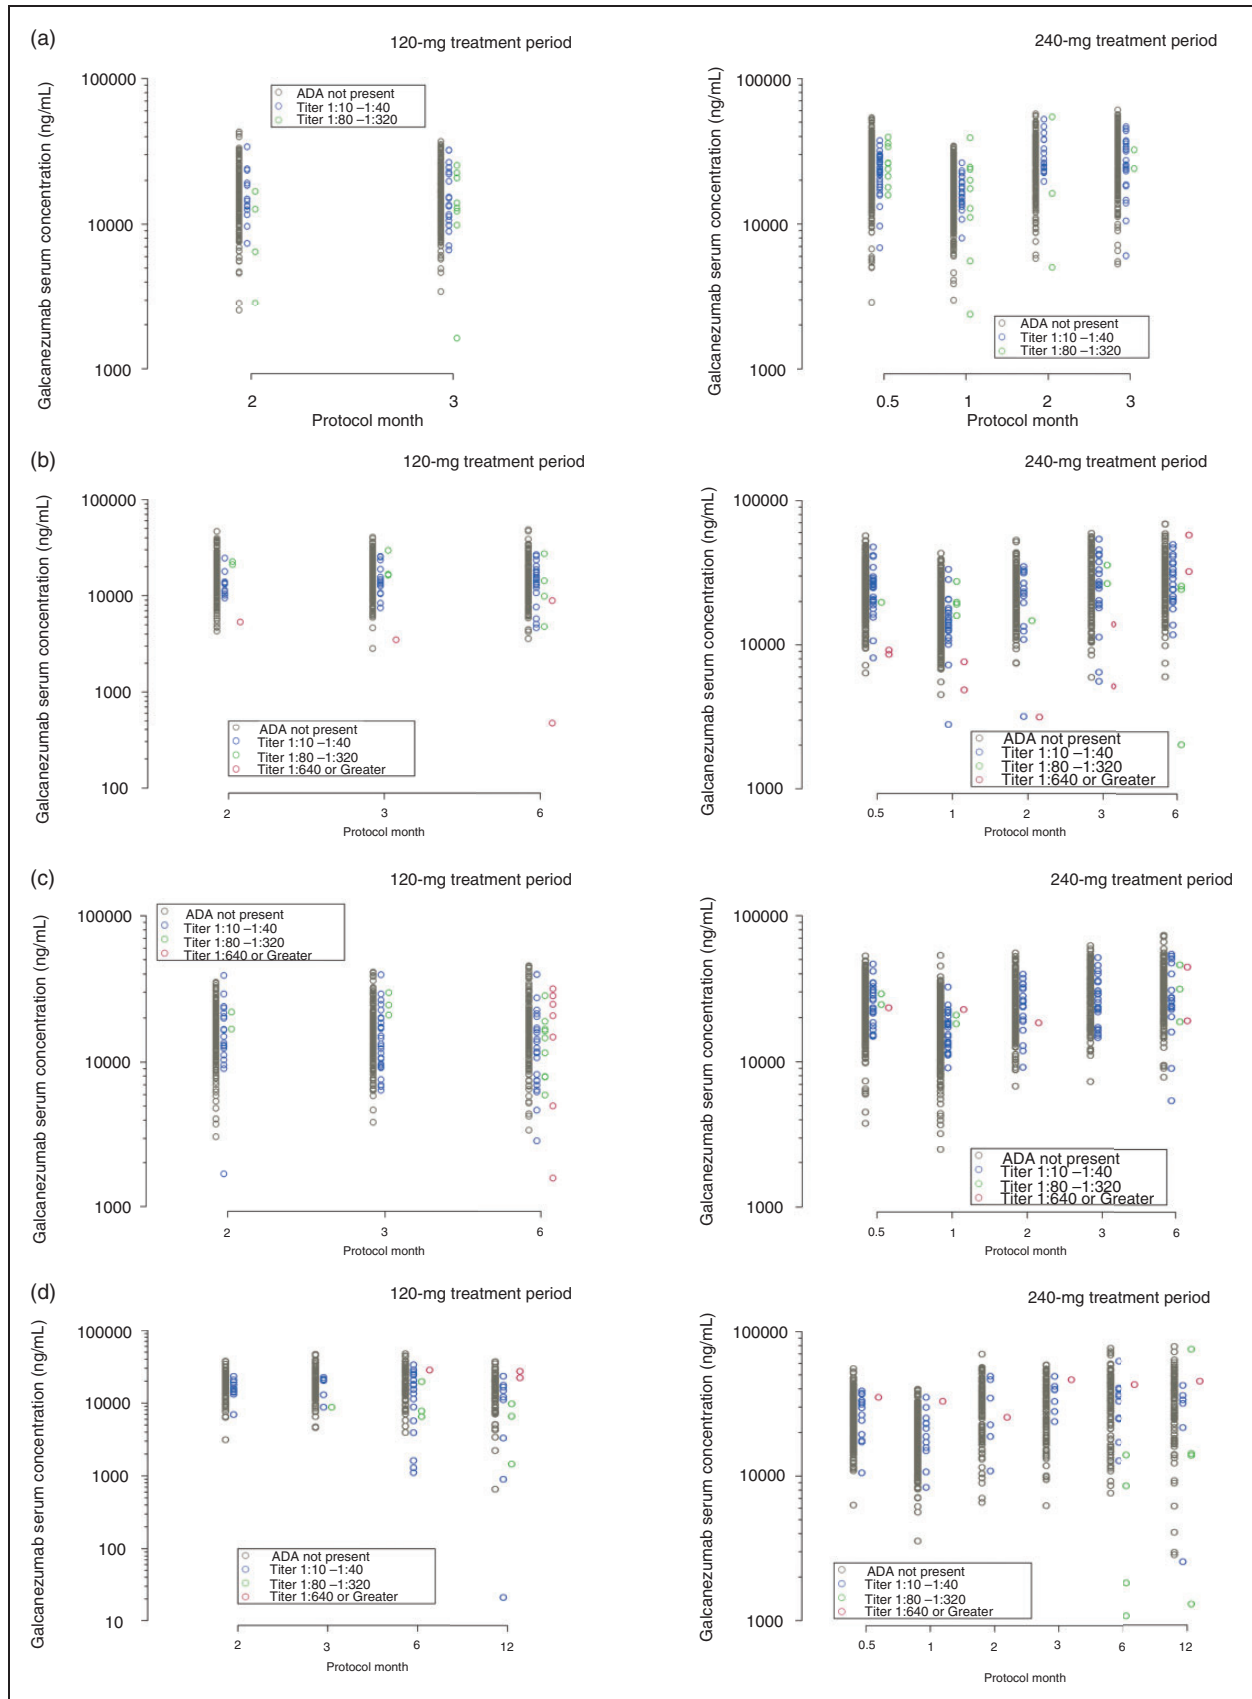 (a)
120-mg treatment period
Galcanezumab serum concentration (ng/mL)
100000
10000
1000
ADA not present
Titer 1:10 –1:40
Titer 1:80 –1:320
2
3
Protocol month
240-mg treatment period
Galcanezumab serum concentration (ng/mL)
100000
10000
1000
ADA not present
Titer 1:10 –1:40
Titer 1:80 –1:320
0.5
1
2
3
Protocol month
(b)
120-mg treatment period
Galcanezumab serum concentration (ng/mL)
100000
10000
1000
100
ADA not present
Titer 1:10 –1:40
Titer 1:80 –1:320
Titer 1:640 or Greater
2
3
6
Protocol month
240-mg treatment period
Galcanezumab serum concentration (ng/mL)
100000
10000
1000
ADA not present
Titer 1:10 –1:40
Titer 1:80 –1:320
Titer 1:640 or Greater
0.5
1
2
3
6
Protocol month
(c)
120-mg treatment period
Galcanezumab serum concentration (ng/mL)
100000
10000
1000
ADA not present
Titer 1:10 –1:40
Titer 1:80 –1:320
Titer 1:640 or Greater
2
3
6
Protocol month
240-mg treatment period
Galcanezumab serum concentration (ng/mL)
100000
10000
1000
ADA not present
Titer 1:10 –1:40
Titer 1:80 –1:320
Titer 1:640 or Greater
0.5
1
2
3
6
Protocol month
(d)
120-mg treatment period
Galcanezumab serum concentration (ng/mL)
100000
10000
1000
100
10
ADA not present
Titer 1:10 –1:40
Titer 1:80 –1:320
Titer 1:640 or Greater
2
3
6
12
Protocol month
240-mg treatment period
Galcanezumab serum concentration (ng/mL)
100000
10000
1000
ADA not present
Titer 1:10 –1:40
Titer 1:80 –1:320
Titer 1:640 or Greater
0.5
1
2
3
6
12
Protocol month